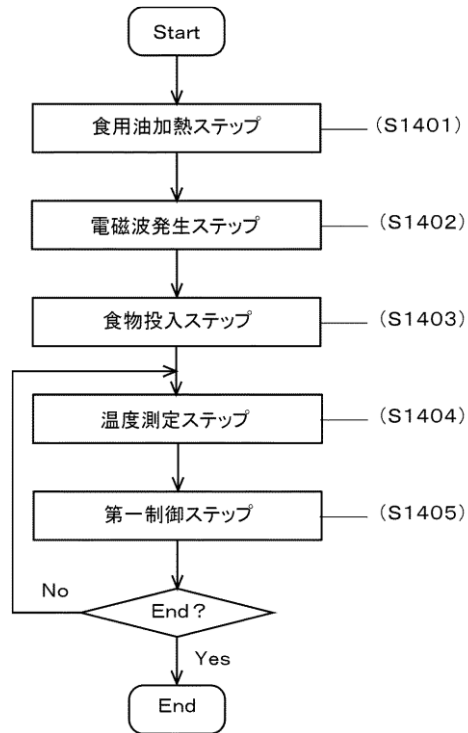 Start
食用油加熱ステップ (S1401)
電磁波発生ステップ (S1402)
食物投入ステップ (S1403)
温度測定ステップ (S1404)
第一制御ステップ (S1405)
No
End?
Yes
End